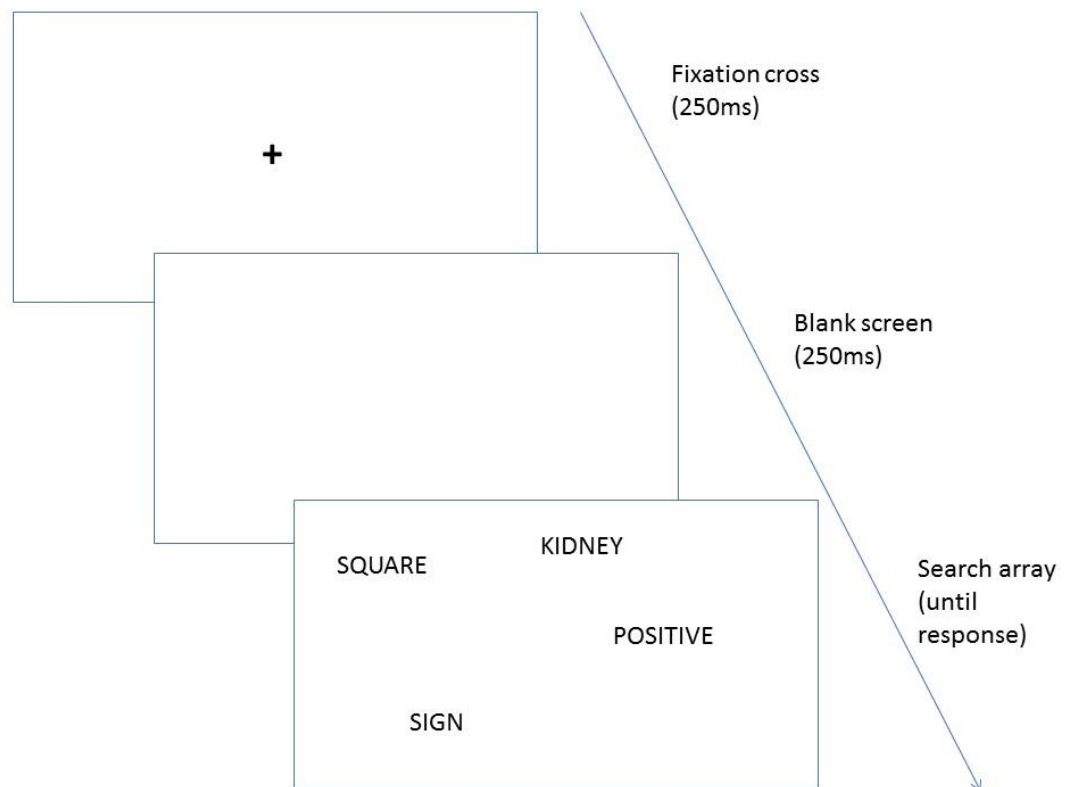 Fixation cross
(250ms)
+
Blank screen
(250ms)
KIDNEY
SQUARE
Search array
(until
response)
POSITIVE
SIGN